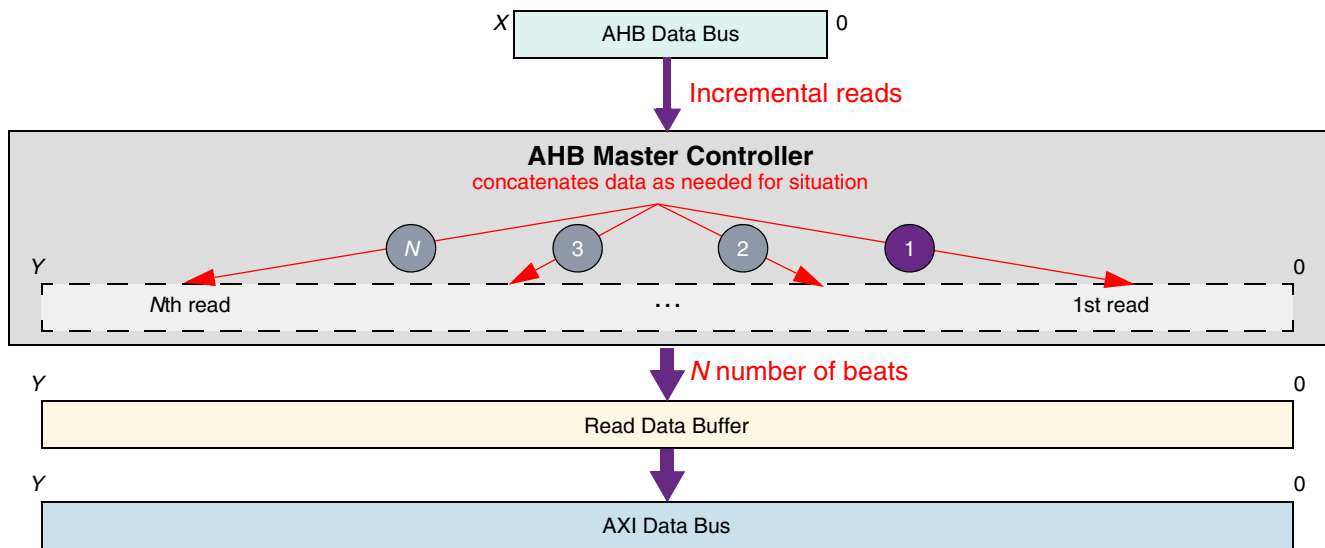 X
AHB Data Bus
0
Incremental reads
AHB Master Controller
concatenates data as needed for situation
N
3
2
1
Y
0
Nth read
...
1st read
N number of beats
Y
0
Read Data Buffer
Y
0
AXI Data Bus